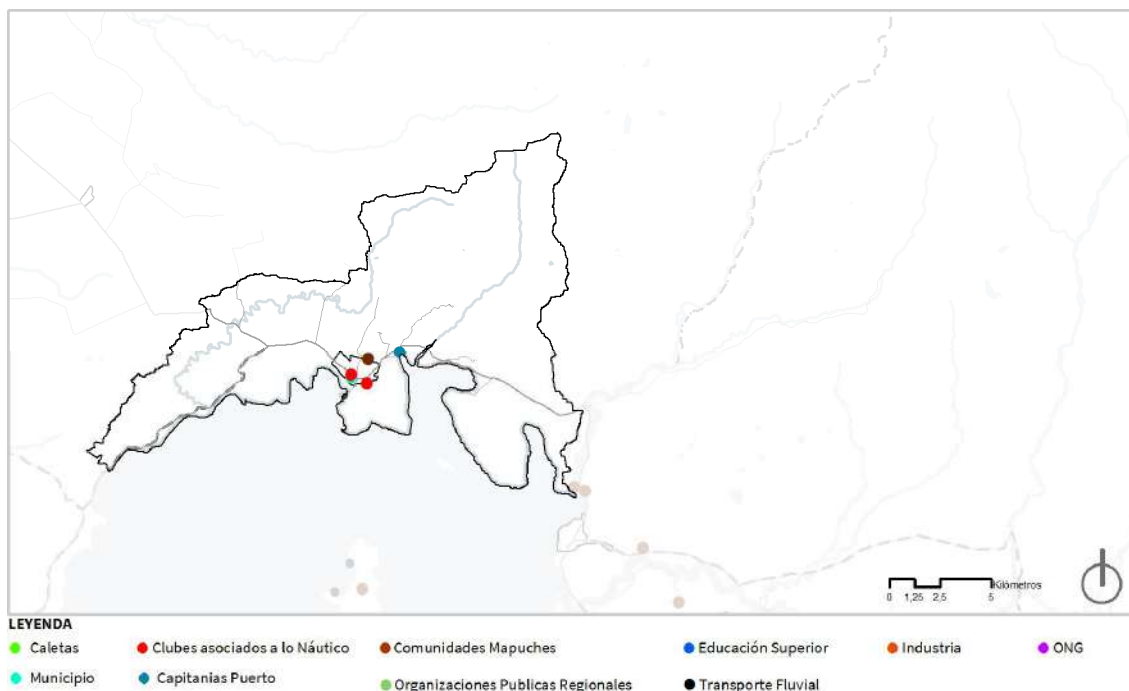 Kilómetros
0 1,25 2,5 5
LEYENDA
Caletas Clubes asociados a lo Náutico Comunidades Mapuches Educación Superior Industria ONG
Municipio Capitanias Puerto Organizaciones Publicas Regionales Transporte Fluvial